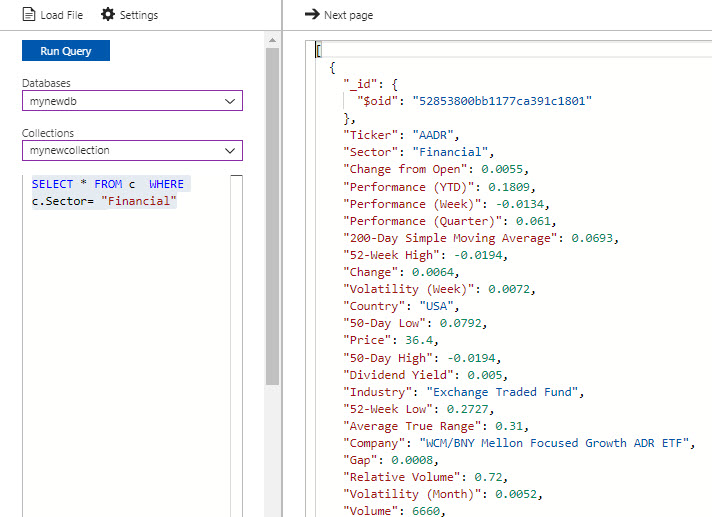 Load File
Settings
Next page
Run Query
Databases
mynewdb
Collections
mynewcollection
SELECT * FROM c  WHERE
c.Sector= "Financial"
[
{
"_id": {
"$oid": "52853800bb1177ca391c1801"
},
"Ticker": "AADR",
"Sector": "Financial",
"Change from Open": 0.0055,
"Performance (YTD)": 0.1809,
"Performance (Week)": -0.0134,
"Performance (Quarter)": 0.061,
"200-Day Simple Moving Average": 0.0693,
"52-Week High": -0.0194,
"Change": 0.0064,
"Volatility (Week)": 0.0072,
"Country": "USA",
"50-Day Low": 0.0792,
"Price": 36.4,
"50-Day High": -0.0194,
"Dividend Yield": 0.005,
"Industry": "Exchange Traded Fund",
"52-Week Low": 0.2727,
"Average True Range": 0.31,
"Company": "WCM/BNY Mellon Focused Growth ADR ETF",
"Gap": 0.0008,
"Relative Volume": 0.72,
"Volatility (Month)": 0.0052,
"Volume": 6660,